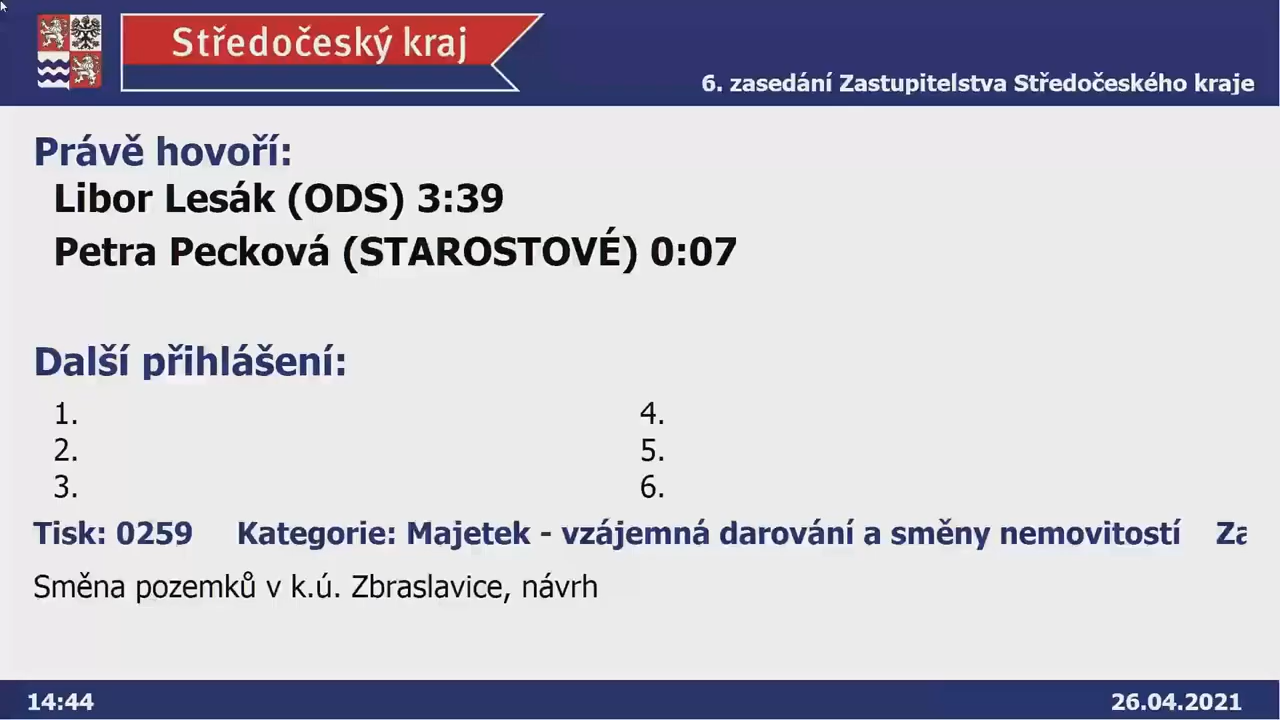 Středočeský kraj
6. zasedání Zastupitelstva Středočeského kraje
Právě hovoří:
Libor Lesák (ODS) 3:39
Petra Pecková (STAROSTOVÉ) 0:07
Další přihlášení:
1.
2.
3.
4.
5.
6.
Tisk: 0259 Kategorie: Majetek - vzájemná darování a směny nemovitostí Za
Směna pozemků v k.ú. Zbraslavice, návrh
14:44
26.04.2021